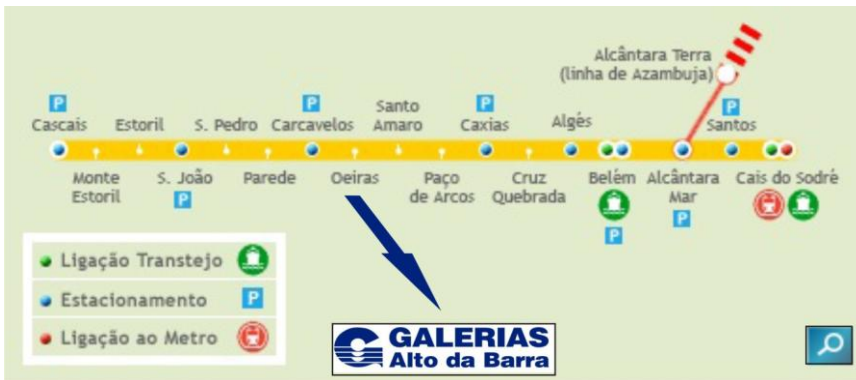 Alcântara Terra
(linha de Azambuja)
P
P
P
P
Cascais
Estoril
S. Pedro
Carcavelos
Santo
Amaro
Caxias
Algés
Santos
Monte
Estoril
S. João
P
Parede
Oeiras
Paço
de Arcos
Cruz
Quebrada
Belém
P
Alcântara
Mar
P
Cais do Sodré
Ligação Transtejo
Estacionamento P
Ligação ao Metro
GALERIAS
Alto da Barra